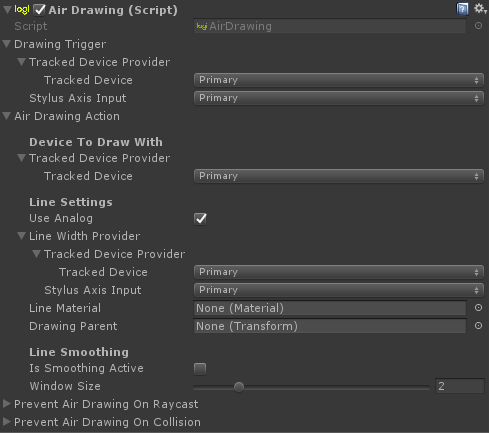 logi Air Drawing (Script)
Script logi AirDrawing
Drawing Trigger
Tracked Device Provider
Tracked Device Primary
Stylus Axis Input Primary
Air Drawing Action
Device To Draw With
Tracked Device Provider
Tracked Device Primary
Line Settings
Use Analog
Line Width Provider
Tracked Device Provider
Tracked Device Primary
Stylus Axis Input Primary
Line Material None (Material)
Drawing Parent None (Transform)
Line Smoothing
Is Smoothing Active
Window Size 2
Prevent Air Drawing On Raycast
Prevent Air Drawing On Collision